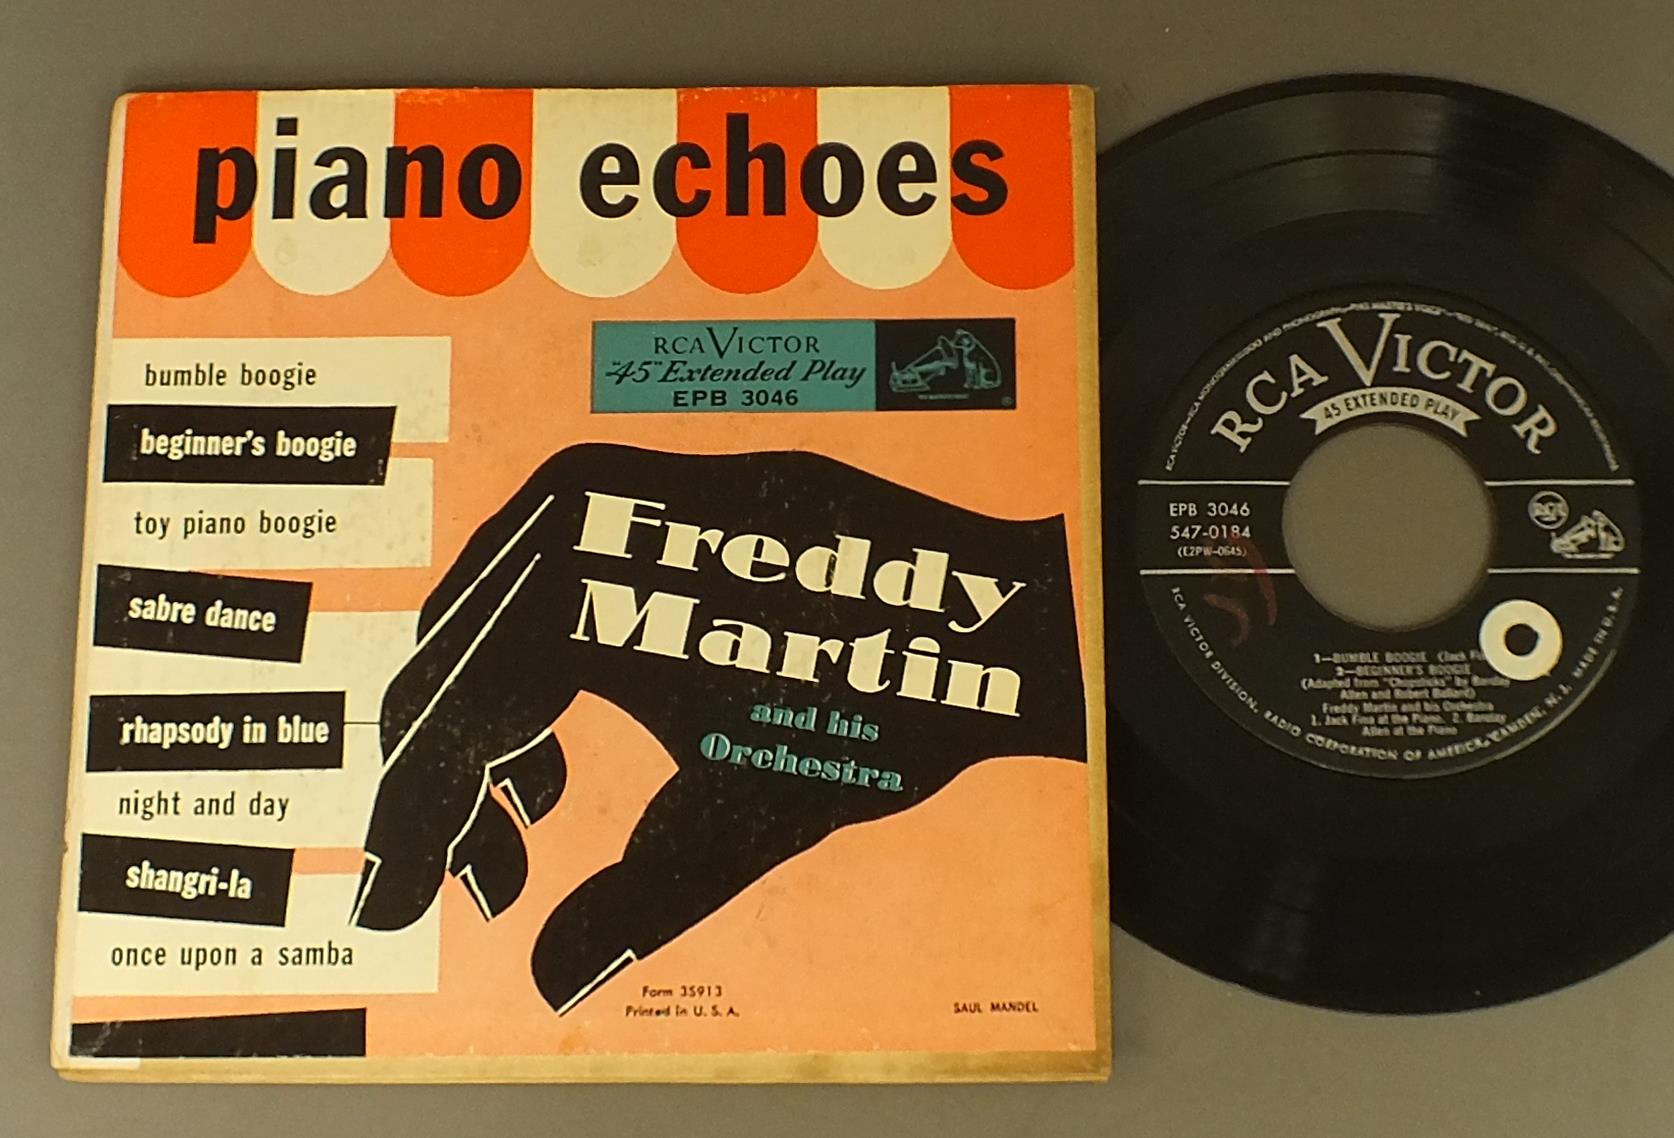 piano echoes
RCA VICTOR
"45" Extended Play
EPB 3046
bumble boogie
beginner's boogie
toy piano boogie
sabre dance
rhapsody in blue
night and day
shangri-la
once upon a samba
Freddy
Martin
and his
Orchestra
Form 35913
Printed in U. S. A.
SAUL MANDEL
RCA VICTOR
45 EXTENDED PLAY
EPB 3046
547-0184
(E2PW-0645)
RCA
1—BUMBLE BOOGIE (Jack
2—BEGINNER'S BOOGIE
(Adapted from "Chopsticks" by Barclay
Allen and Robert Ballard)
Freddy Martin and his Orchestra
1. Jack Fina at the Piano, 2. Barclay
Allen at the Piano
RCA VICTOR DIVISION, RADIO CORPORATION OF AMERICA, CAMDEN, N. J. MADE IN U.S.A.